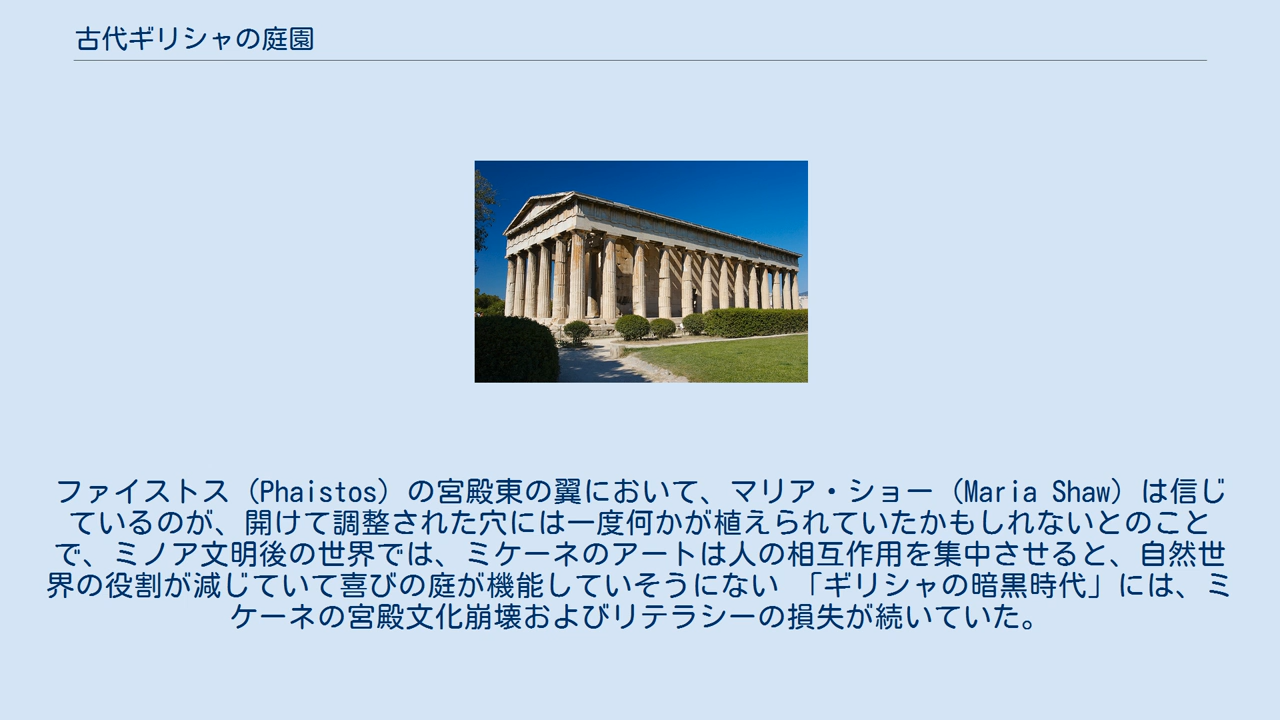 古代ギリシャの庭園
ファイストス（Phaistos）の宮殿東の翼において、マリア・ショー（Maria Shaw）は信じ
ているのが、開けて調整された穴には一度何かが植えられていたかもしれないとのこと
で、ミノア文明後の世界では、ミケーネのアートは人の相互作用を集中させると、自然世
界の役割が減じていて喜びの庭が機能していそうにない 「ギリシャの暗黒時代」には、ミ
ケーネの宮殿文化崩壊およびリテラシーの損失が続いていた。